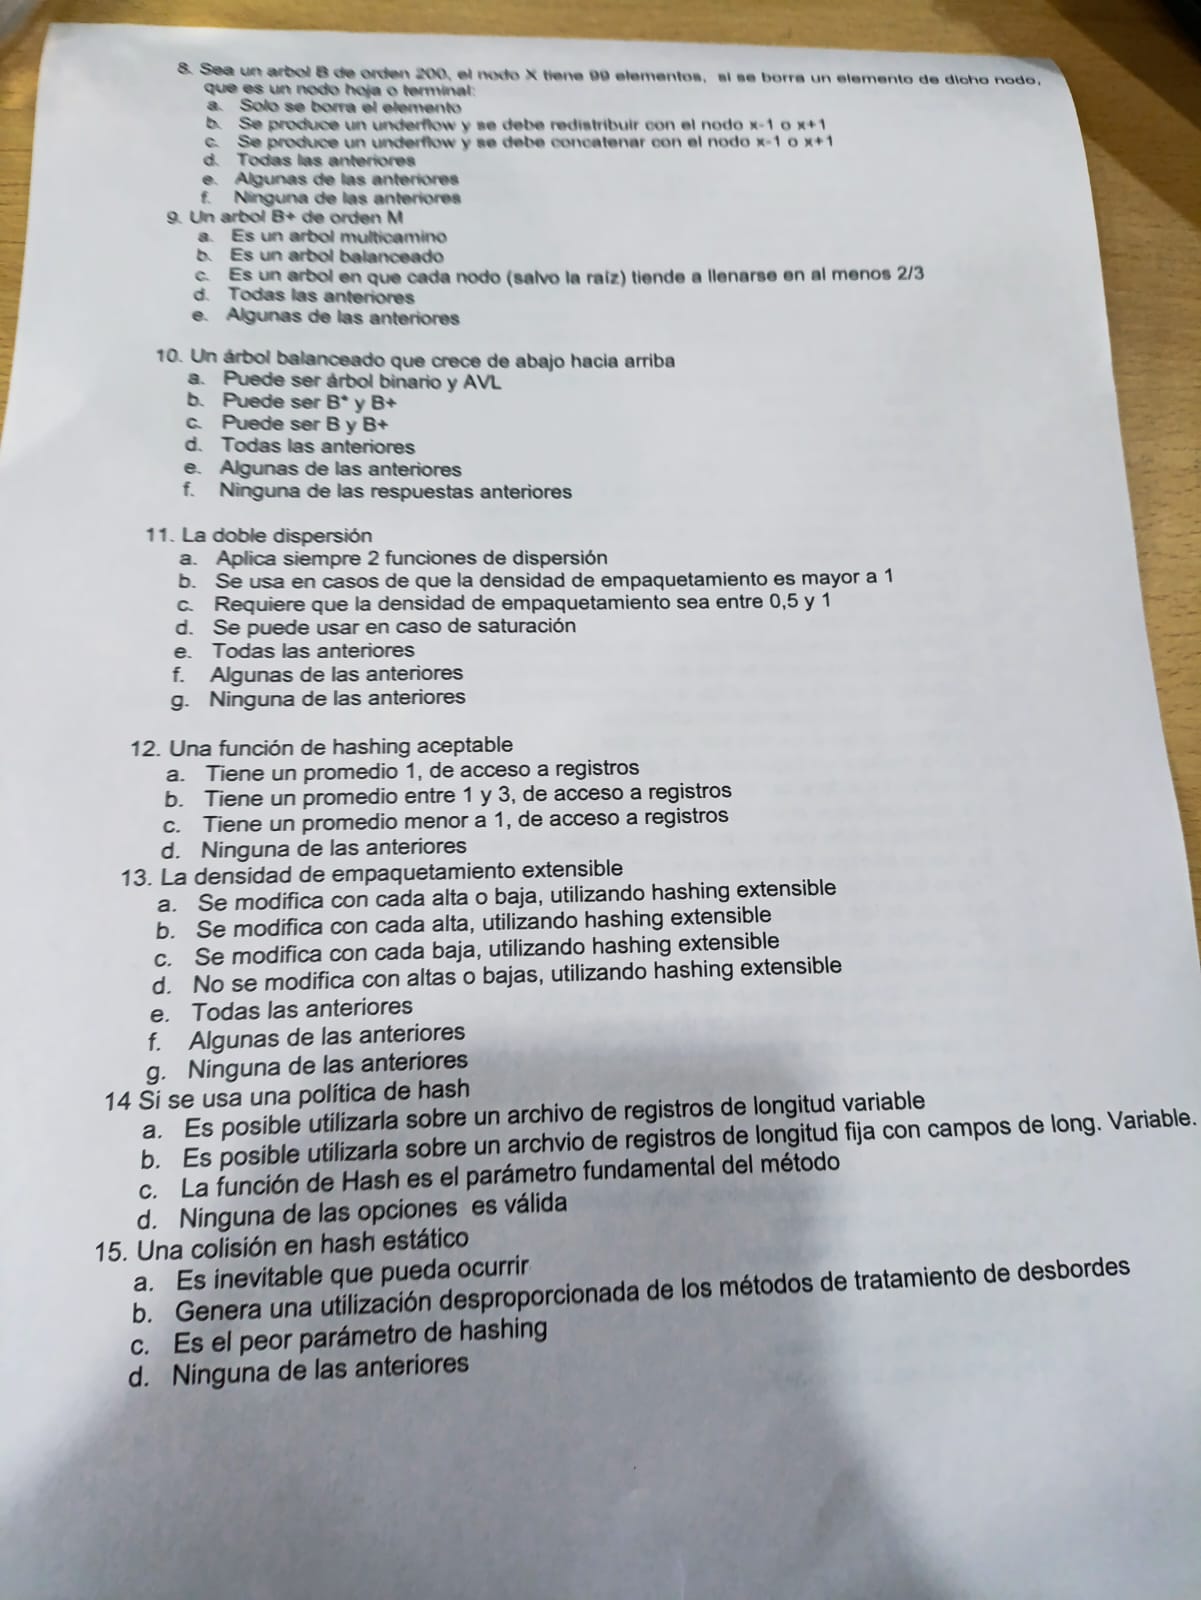 8. Sea un arbol B de orden 200, el nodo X tiene 99 elementos, si se borra un elemento de dicho nodo,
que es un nodo hoja o terminal:
a. Solo se borra el elemento
b. Se produce un underflow y se debe redistribuir con el nodo x-1 o x+1
c. Se produce un underflow y se debe concatenar con el nodo x-1 o x+1
d. Todas las anteriores
e. Algunas de las anteriores
f. Ninguna de las anteriores
9. Un arbol B+ de orden M
a. Es un arbol multicamino
b. Es un arbol balanceado
c. Es un arbol en que cada nodo (salvo la raíz) tiende a llenarse en al menos 2/3
d. Todas las anteriores
e. Algunas de las anteriores
10. Un árbol balanceado que crece de abajo hacia arriba
a. Puede ser árbol binario y AVL
b. Puede ser B* y B+
c. Puede ser B y B+
d. Todas las anteriores
e. Algunas de las anteriores
f. Ninguna de las respuestas anteriores
11. La doble dispersión
a. Aplica siempre 2 funciones de dispersión
b. Se usa en casos de que la densidad de empaquetamiento es mayor a 1
c. Requiere que la densidad de empaquetamiento sea entre 0,5 y 1
d. Se puede usar en caso de saturación
e. Todas las anteriores
f. Algunas de las anteriores
g. Ninguna de las anteriores
12. Una función de hashing aceptable
a. Tiene un promedio 1, de acceso a registros
b. Tiene un promedio entre 1 y 3, de acceso a registros
c. Tiene un promedio menor a 1, de acceso a registros
d. Ninguna de las anteriores
13. La densidad de empaquetamiento extensible
a. Se modifica con cada alta o baja, utilizando hashing extensible
b. Se modifica con cada alta, utilizando hashing extensible
c. Se modifica con cada baja, utilizando hashing extensible
d. No se modifica con altas o bajas, utilizando hashing extensible
e. Todas las anteriores
f. Algunas de las anteriores
g. Ninguna de las anteriores
14 Si se usa una política de hash
a. Es posible utilizarla sobre un archivo de registros de longitud variable
b. Es posible utilizarla sobre un archvio de registros de longitud fija con campos de long. Variable.
c. La función de Hash es el parámetro fundamental del método
d. Ninguna de las opciones es válida
15. Una colisión en hash estático
a. Es inevitable que pueda ocurrir
b. Genera una utilización desproporcionada de los métodos de tratamiento de desbordes
c. Es el peor parámetro de hashing
d. Ninguna de las anteriores